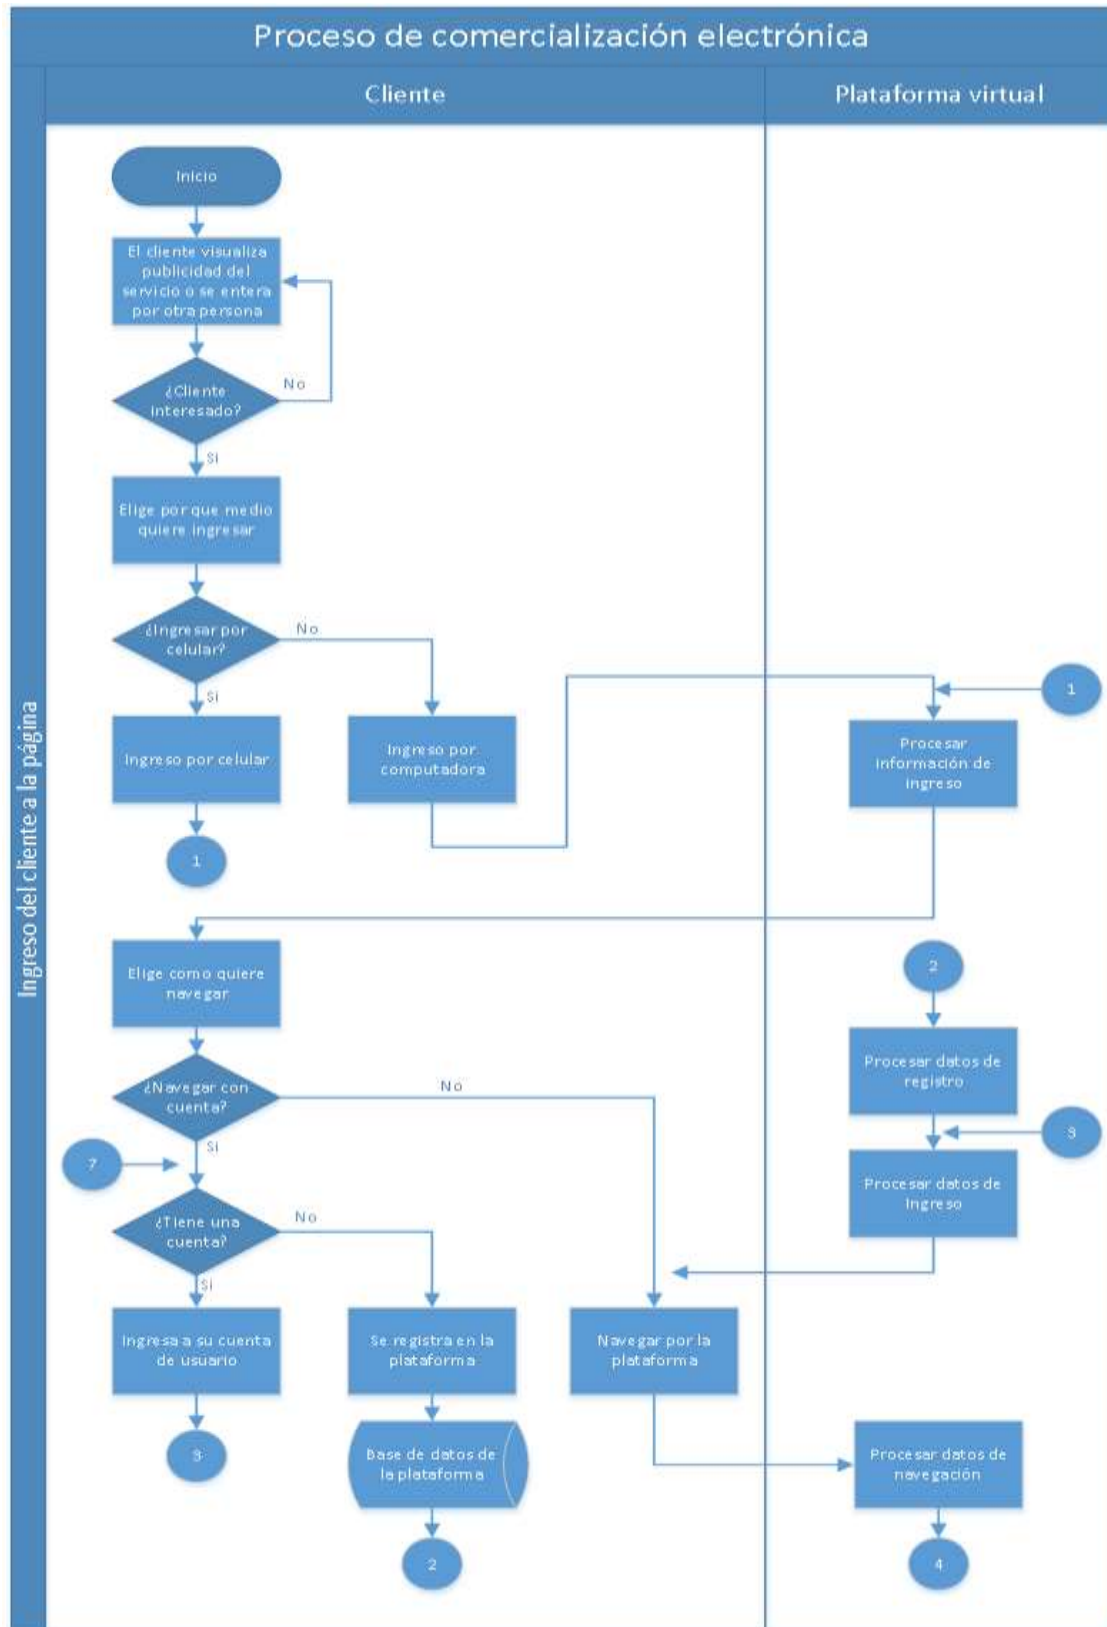 Proceso de comercialización electrónica
Cliente
Plataforma virtual
Ingreso del cliente a la página
Inicio
El cliente visualiza
publicidad del
servicio o se entera
por otra persona
¿Cliente
interesado?
No
Si
Elige por que medio
quiere ingresar
¿Ingresar por
celular?
No
Si
Ingreso por celular
Ingreso por
computadora
1
Procesar
información de
ingreso
1
Elige como quiere
navegar
2
Procesar datos de
registro
¿Navegar con
cuenta?
No
Si
7
3
Procesar datos de
Ingreso
¿Tiene una
cuenta?
No
Si
Ingresa a su cuenta
de usuario
Se registra en la
plataforma
Navegar por la
plataforma
3
Base de datos de
la plataforma
Procesar datos de
navegación
2
4